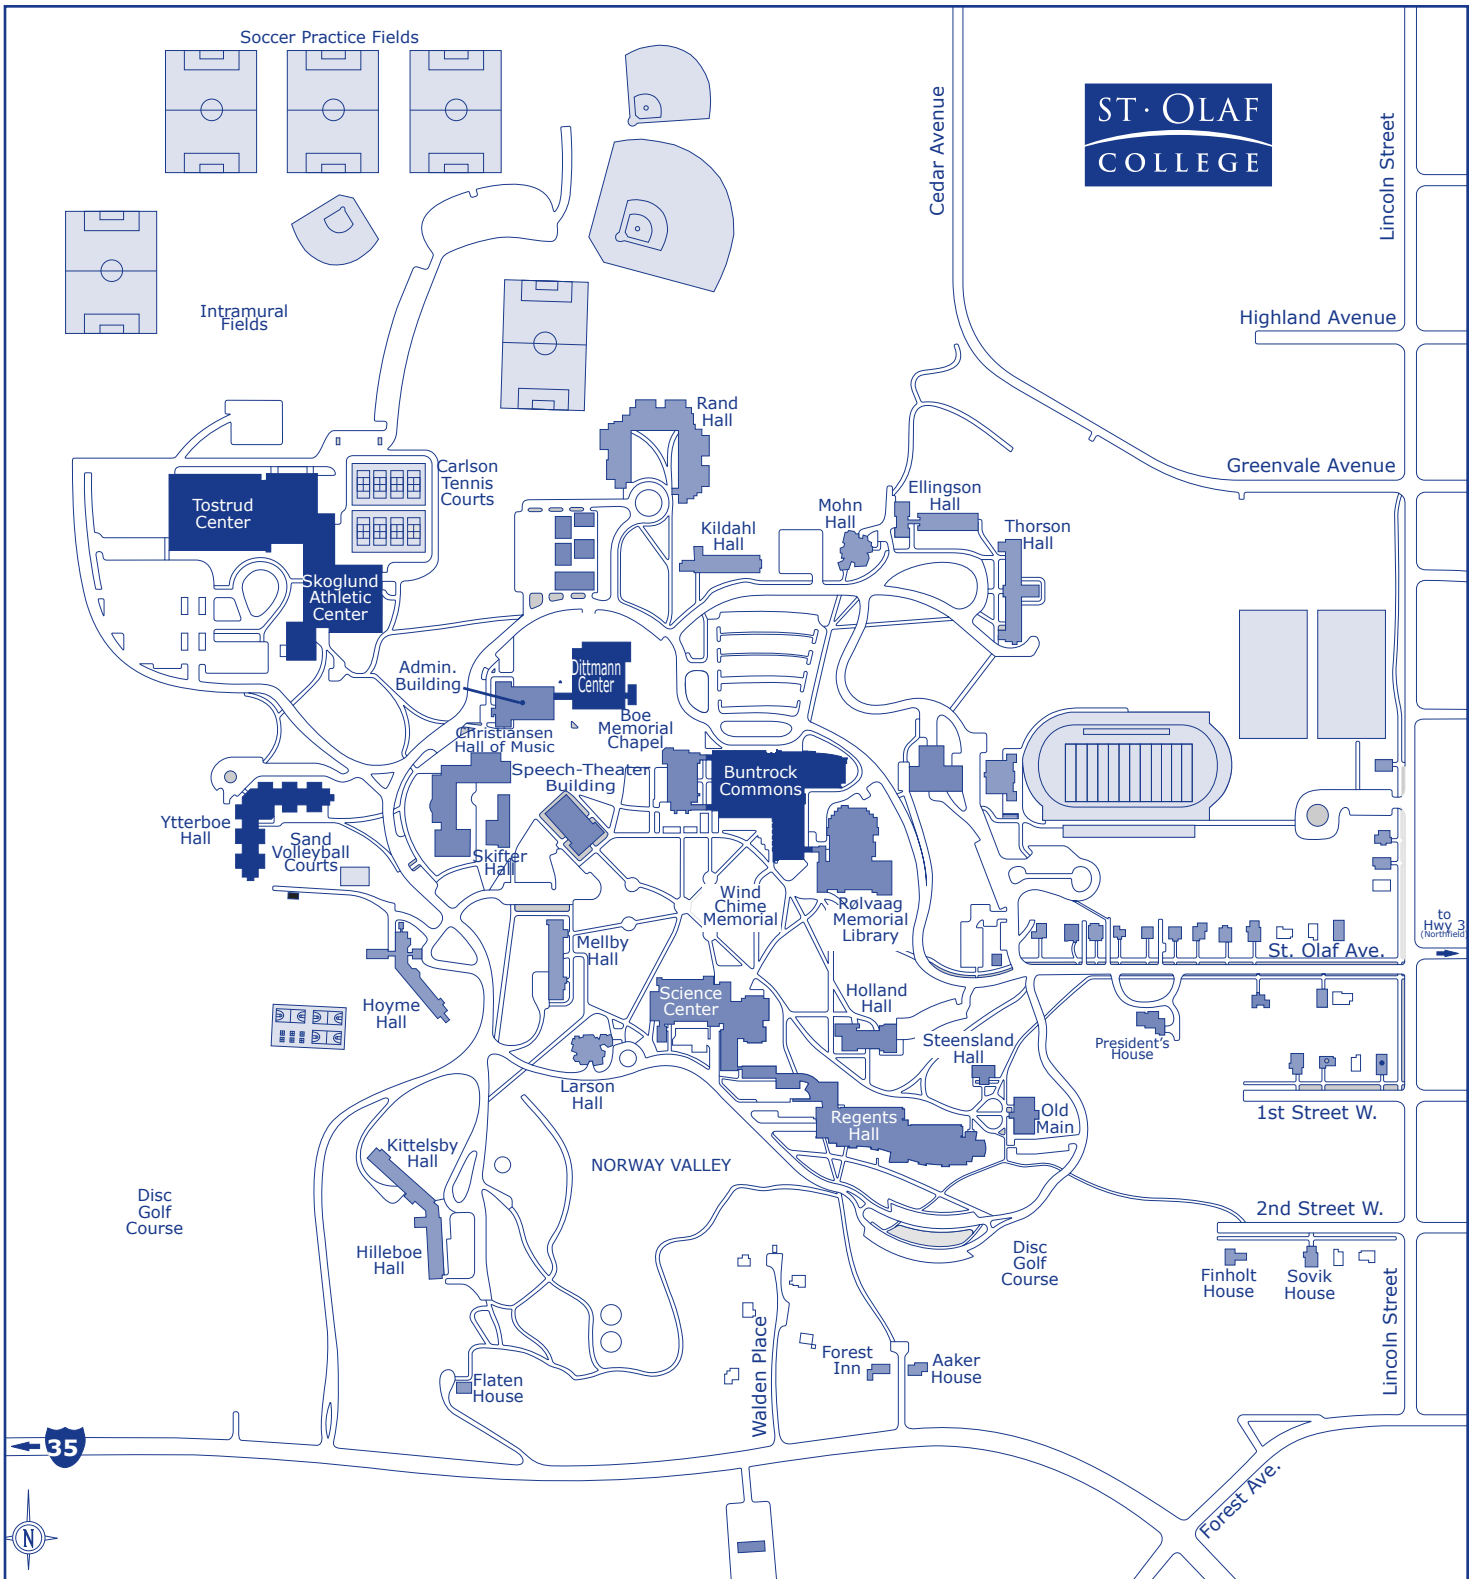 Soccer Practice Fields
Cedar Avenue
ST·OLAF
COLLEGE
Lincoln Street
Intramural
Fields
Highland Avenue
Rand
Hall
Greenvale Avenue
Carlson
Tennis
Courts
Tostrud
Center
Ellingson
Hall
Mohn
Hall
Thorson
Hall
Kildahl
Hall
Skoglund
Athletic
Center
Admin.
Building
Dittmann
Center
Boe
Memorial
Chapel
Christiansen
Hall of Music
Speech-Theater
Building
Buntrock
Commons
Ytterboe
Hall
Sand
Volleyball
Courts
Skifter
Hall
Wind
Chime
Memorial
Rølvaag
Memorial
Library
to
Hwy 3
(Northfield)
St. Olaf Ave.
Mellby
Hall
Hoyme
Hall
Science
Center
Holland
Hall
Steensland
Hall
President's
House
Larson
Hall
Regents
Hall
Old
Main
1st Street W.
Kittelsby
Hall
NORWAY VALLEY
Disc
Golf
Course
2nd Street W.
Hilleboe
Hall
Disc
Golf
Course
Finholt
House
Sovik
House
Lincoln Street
Walden Place
Forest
Inn
Aaker
House
Flaten
House
35
Forest Ave.
N